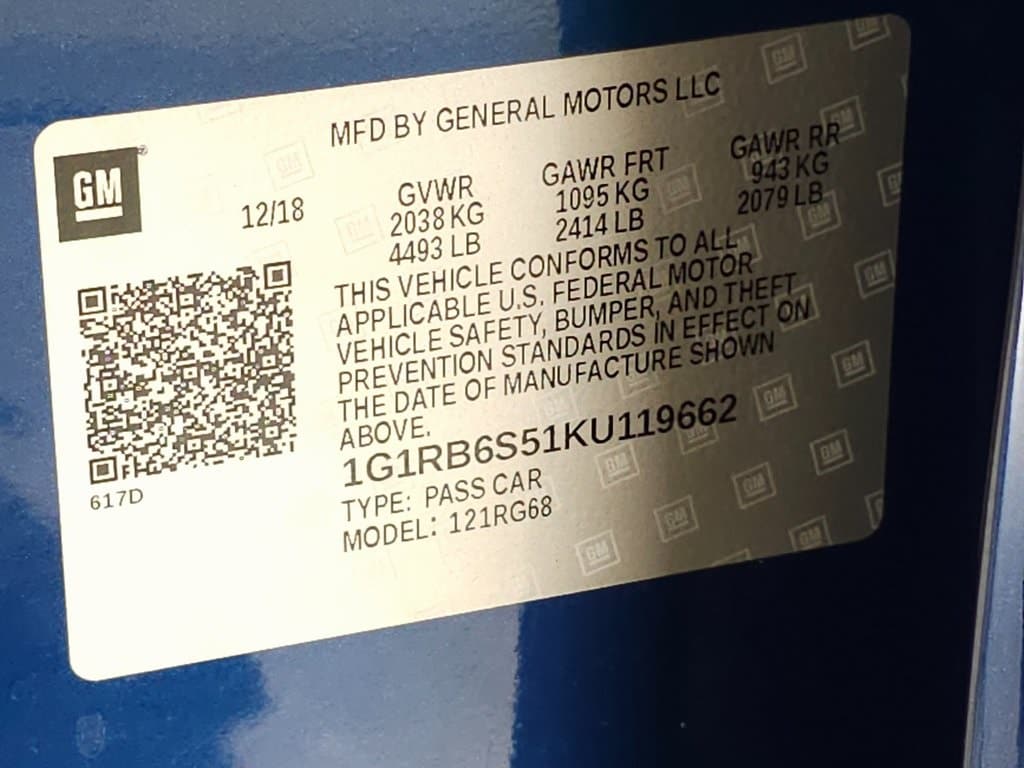 MFD BY GENERAL MOTORS LLC
GM
12/18
GVWR
2038 KG
4493 LB
GAWR FRT
1095 KG
2414 LB
GAWR RR
943 KG
2079 LB
THIS VEHICLE CONFORMS TO ALL
APPLICABLE U.S. FEDERAL MOTOR
VEHICLE SAFETY, BUMPER, AND THEFT
PREVENTION STANDARDS IN EFFECT ON
THE DATE OF MANUFACTURE SHOWN
ABOVE.
1G1RB6S51KU119662
TYPE: PASS CAR
MODEL: 121RG68
617D